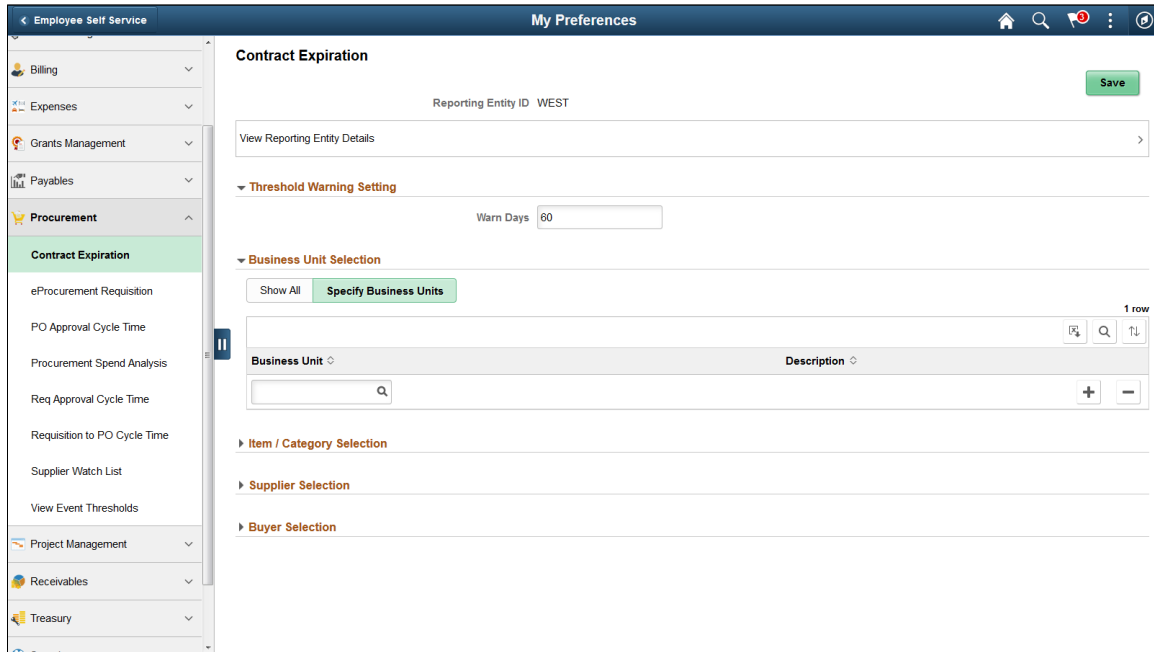 Employee Self Service
My Preferences
3
Billing
Expenses
Grants Management
Payables
Procurement
Contract Expiration
eProcurement Requisition
PO Approval Cycle Time
Procurement Spend Analysis
Req Approval Cycle Time
Requisition to PO Cycle Time
Supplier Watch List
View Event Thresholds
Project Management
Receivables
Treasury
Contract Expiration
Save
Reporting Entity ID WEST
View Reporting Entity Details
Threshold Warning Setting
Warn Days 60
Business Unit Selection
Show All Specify Business Units
1 row
Business Unit Description
Item / Category Selection
Supplier Selection
Buyer Selection